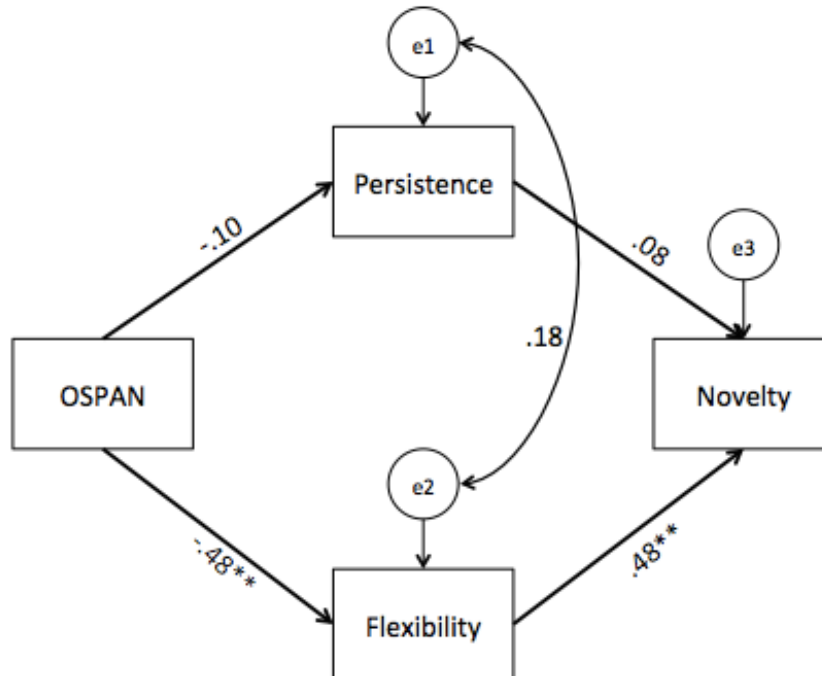 e1
Persistence
-.10
.08
e3
.18
OSPAN
Novelty
e2
-.48**
.48**
Flexibility